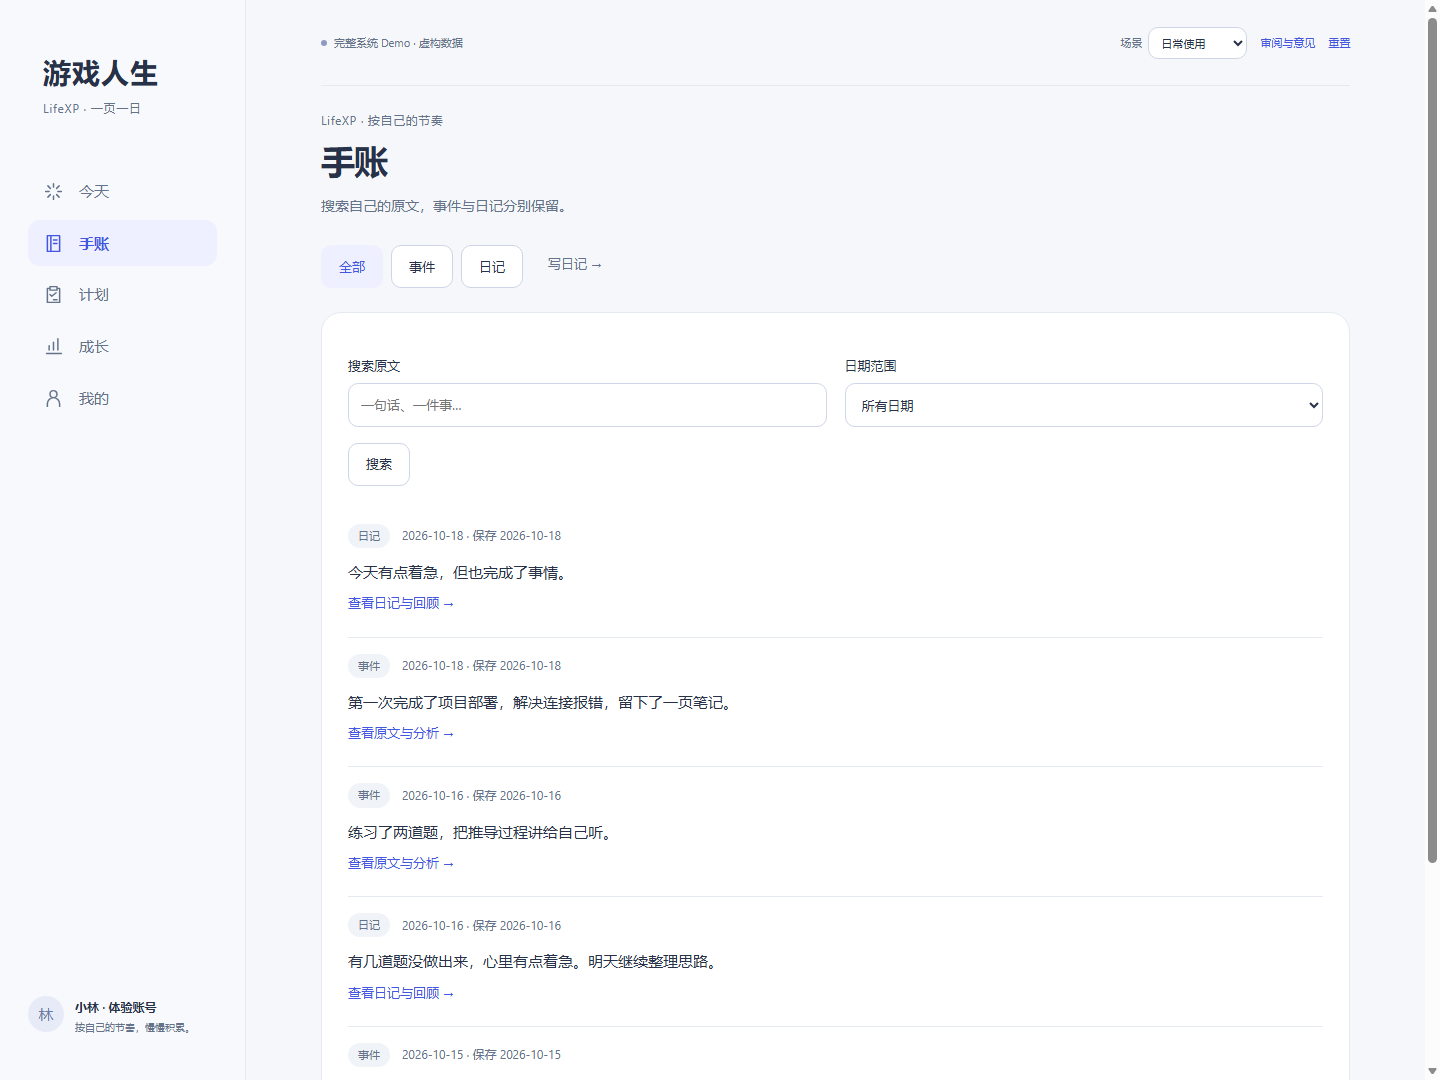 游戏人生
LifeXP · 一页一日
今天
手账
计划
成长
我的
林
小林 · 体验账号
按自己的节奏，慢慢积累。
完整系统 Demo · 虚构数据
场景
日常使用
审阅与意见
重置
LifeXP · 按自己的节奏
手账
搜索自己的原文，事件与日记分别保留。
全部
事件
日记
写日记 →
搜索原文
日期范围
一句话、一件事...
所有日期
搜索
日记 2026-10-18 · 保存 2026-10-18
今天有点着急，但也完成了事情。
查看日记与回顾 →
事件 2026-10-18 · 保存 2026-10-18
第一次完成了项目部署，解决连接报错，留下了一页笔记。
查看原文与分析 →
事件 2026-10-16 · 保存 2026-10-16
练习了两道题，把推导过程讲给自己听。
查看原文与分析 →
日记 2026-10-16 · 保存 2026-10-16
有几道题没做出来，心里有点着急。明天继续整理思路。
查看日记与回顾 →
事件 2026-10-15 · 保存 2026-10-15